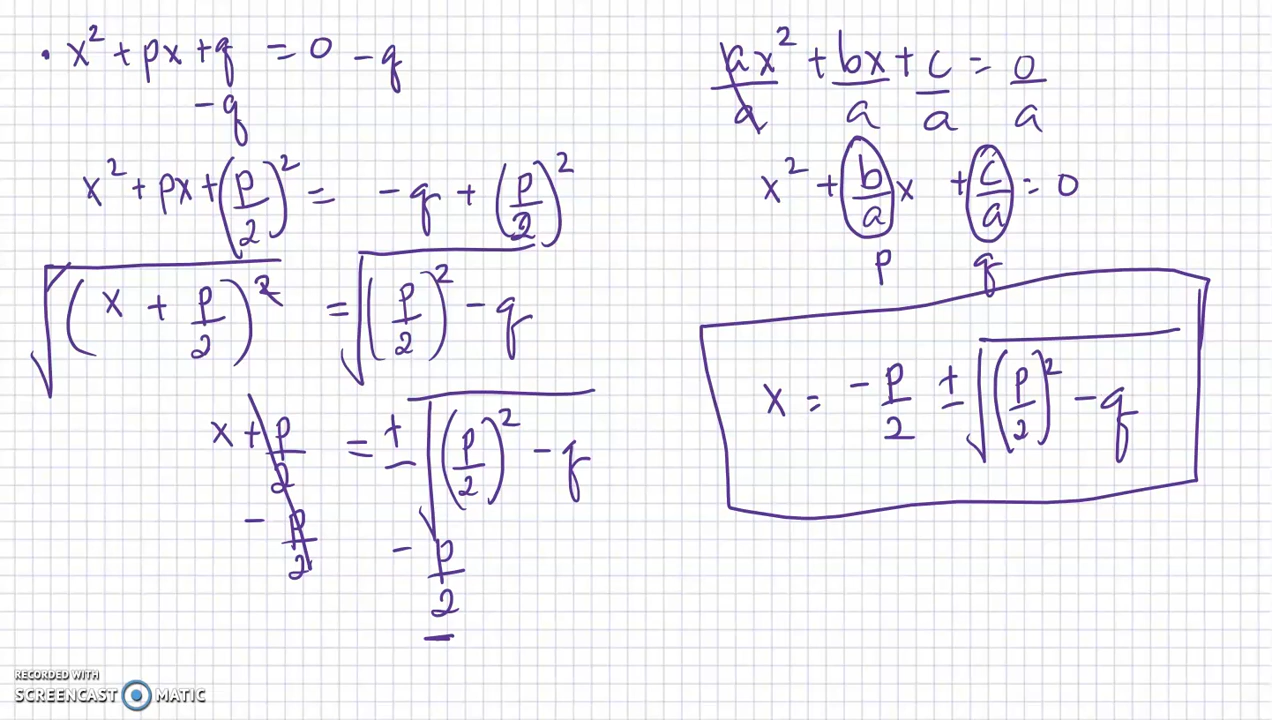 • x² + px + q = 0 - q
- q
x² + px + (p/2)² = -q + (p/2)²
√(x + p/2)² = √(p/2)² - q
x + p/2 = ± √(p/2)² - q
- p/2 - p/2
ax²/a + bx/a + c/a = 0/a
x² + b/a x + c/a = 0
p q
x = -p/2 ± √(p/2)² - q
RECORDED WITH
SCREENCAST MATIC